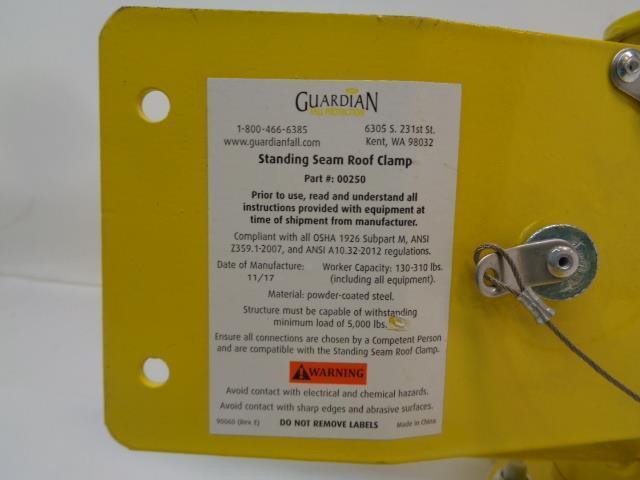 GUARDIAN
FALL PROTECTION
1-800-466-6385 6305 S. 231st St.
www.guardianfall.com Kent, WA 98032
Standing Seam Roof Clamp
Part #: 00250
Prior to use, read and understand all
instructions provided with equipment at
time of shipment from manufacturer.
Compliant with all OSHA 1926 Subpart M, ANSI
Z359.1-2007, and ANSI A10.32-2012 regulations.
Date of Manufacture: Worker Capacity: 130-310 lbs.
11/17 (including all equipment).
Material: powder-coated steel.
Structure must be capable of withstanding
minimum load of 5,000 lbs.
Ensure all connections are chosen by a Competent Person
and are compatible with the Standing Seam Roof Clamp.
WARNING
Avoid contact with electrical and chemical hazards.
Avoid contact with sharp edges and abrasive surfaces.
90060 (Rev E) DO NOT REMOVE LABELS Made in China